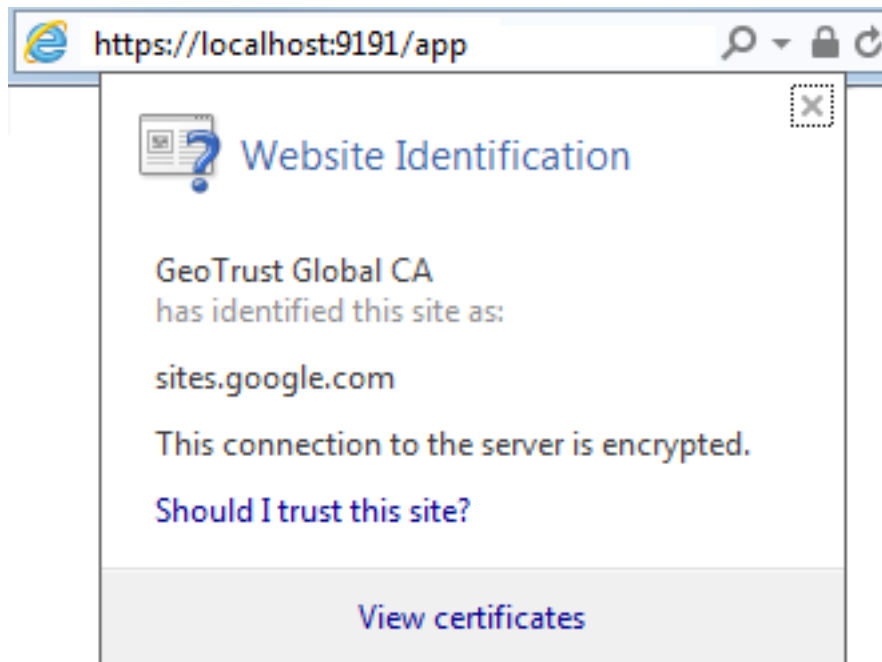 https://localhost:9191/app
Website Identification
GeoTrust Global CA
has identified this site as:
sites.google.com
This connection to the server is encrypted.
Should I trust this site?
View certificates